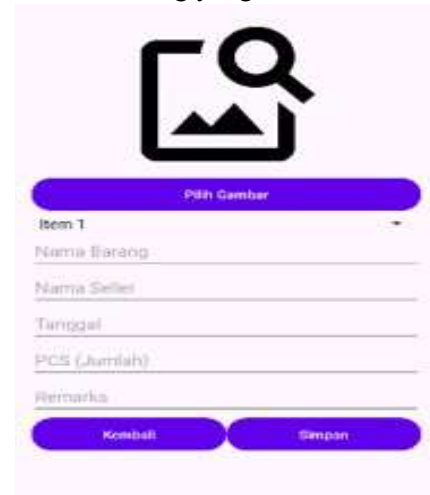 Pilih Gambar
Item 1
Nama Barang
Nama Seller
Tanggal
PCS (Jumlah)
Remarks
Kembali Simpan